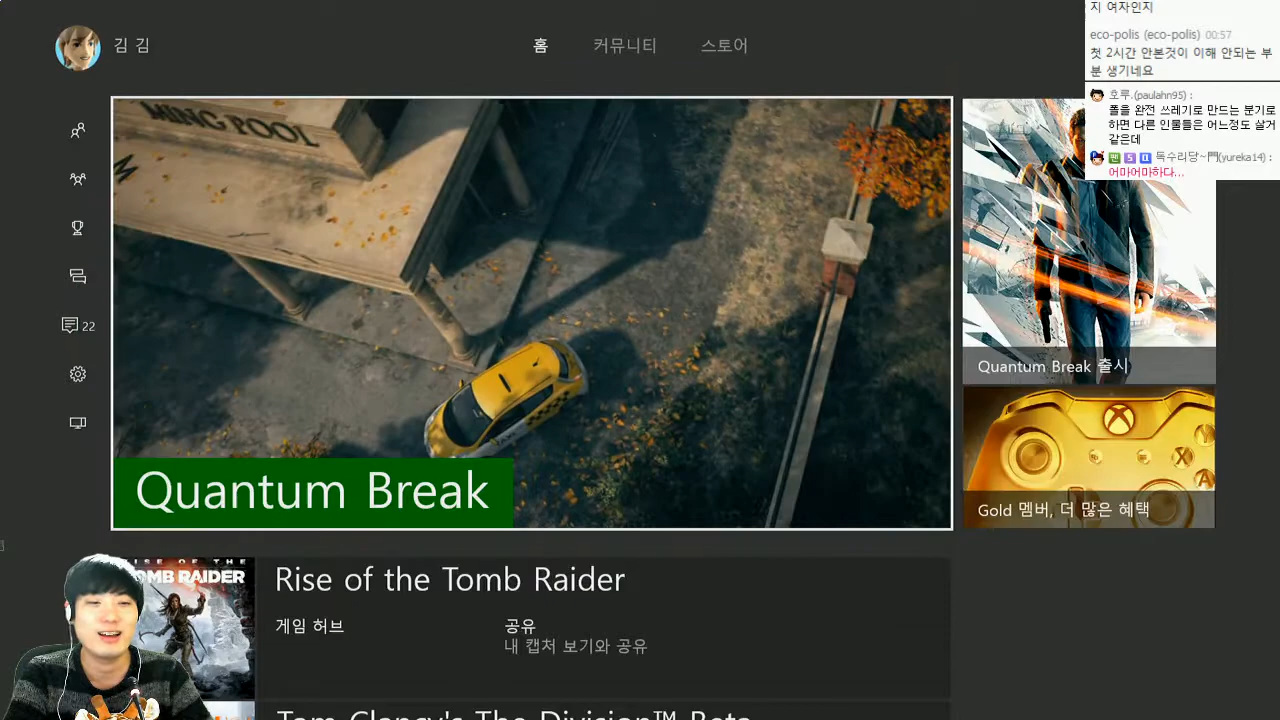 김 김
홈
커뮤니티
스토어
지 여자인지
eco-polis (eco-polis) 00:57
첫 2시간 안본것이 이해 안되는 부
분 생기네요
호루.(paulahn95) :
폴을 완전 쓰레기로 만드는 분기로
하면 다른 인물들은 어느정도 살거
같은데
팬 5 독수리당~鬥(yureka14) :
어마어마하다...
MING POOL
M
22
Quantum Break
Quantum Break 출시
Gold 멤버, 더 많은 혜택
RISE OF THE
TOMB RAIDER
Rise of the Tomb Raider
게임 허브
공유
내 캡처 보기와 공유
Tom Clancy's The Division™ Beta